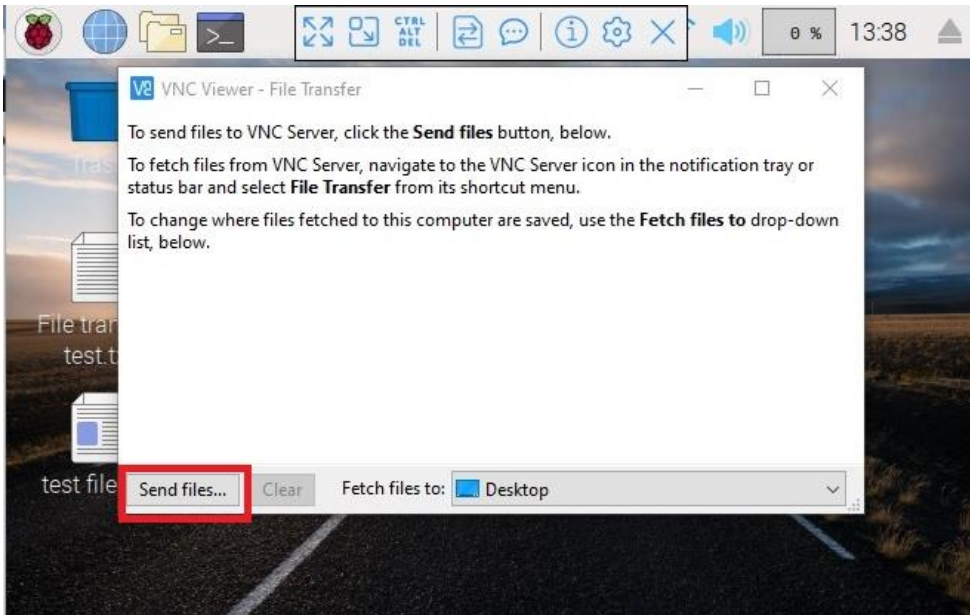 CTRL
ALT
DEL
0 %
13:38
VNC Viewer - File Transfer
To send files to VNC Server, click the Send files button, below.
To fetch files from VNC Server, navigate to the VNC Server icon in the notification tray or
status bar and select File Transfer from its shortcut menu.
To change where files fetched to this computer are saved, use the Fetch files to drop-down
list, below.
File tran
test.t
test file
Send files...
Clear
Fetch files to:
Desktop